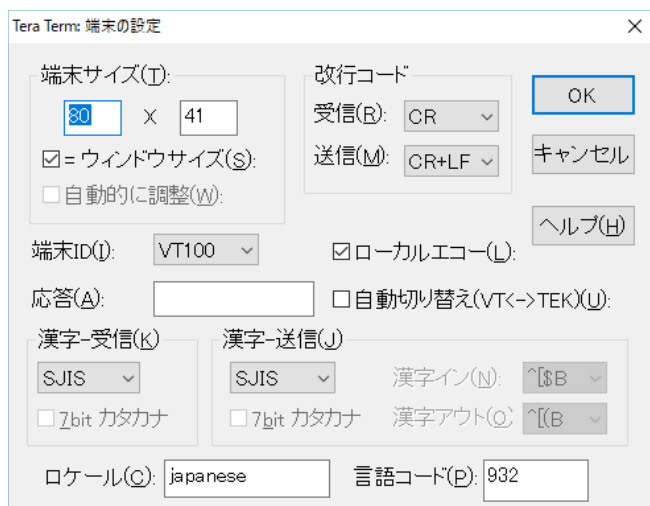 Tera Term: 端末の設定
端末サイズ(T):
80 X 41
☑= ウィンドウサイズ(S):
□自動的に調整(W):
改行コード
受信(R): CR
送信(M): CR+LF
OK
キャンセル
ヘルプ(H)
端末ID(I): VT100
☑ローカルエコー(L):
応答(A):
□自動切り替え(VT<->TEK)(U):
漢字-受信(K)
SJIS
□7bit カタカナ
漢字-送信(J)
SJIS
□7bit カタカナ
漢字イン(N): ^[$B
漢字アウト(O) ^[(B
ロケール(C): japanese
言語コード(P): 932